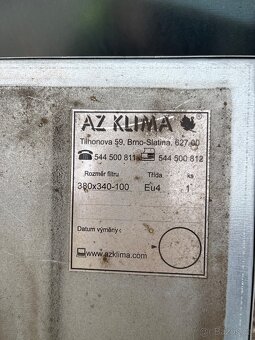 AZ KLIMA
Tilhonova 59, Brno-Slatina, 627 00
544 500 811 544 500 812
Rozměr filtru Třída ks
380x340-100 Eu4 1
Datum výměny:
www.azklima.com